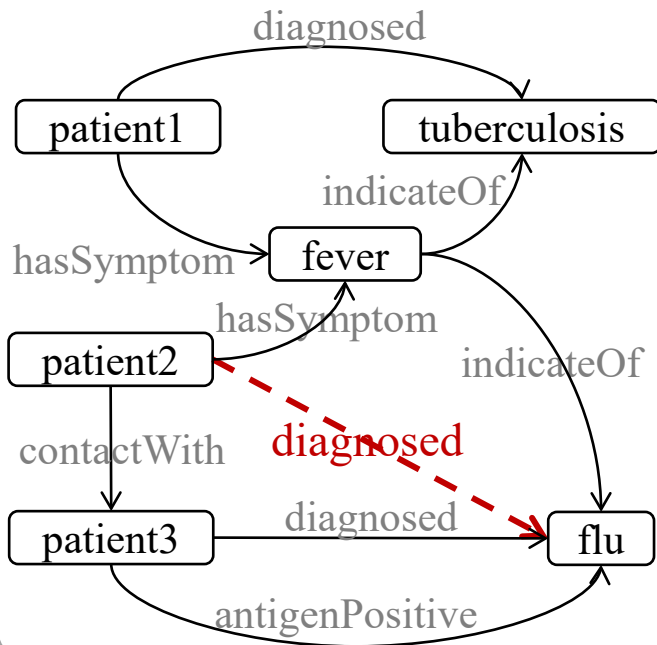 diagnosed
patient1
tuberculosis
indicateOf
hasSymptom
fever
hasSymptom
patient2
indicateOf
diagnosed
contactWith
diagnosed
patient3
flu
antigenPositive